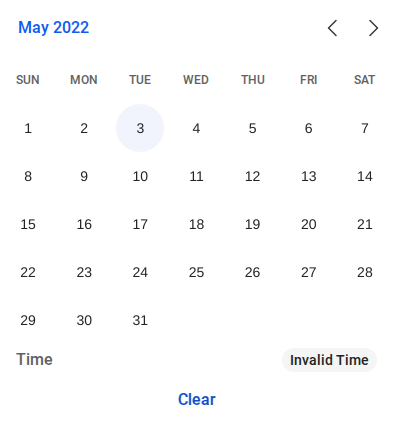 May 2022
SUN MON TUE WED THU FRI SAT
1 2 3 4 5 6 7
8 9 10 11 12 13 14
15 16 17 18 19 20 21
22 23 24 25 26 27 28
29 30 31
Time Invalid Time
Clear